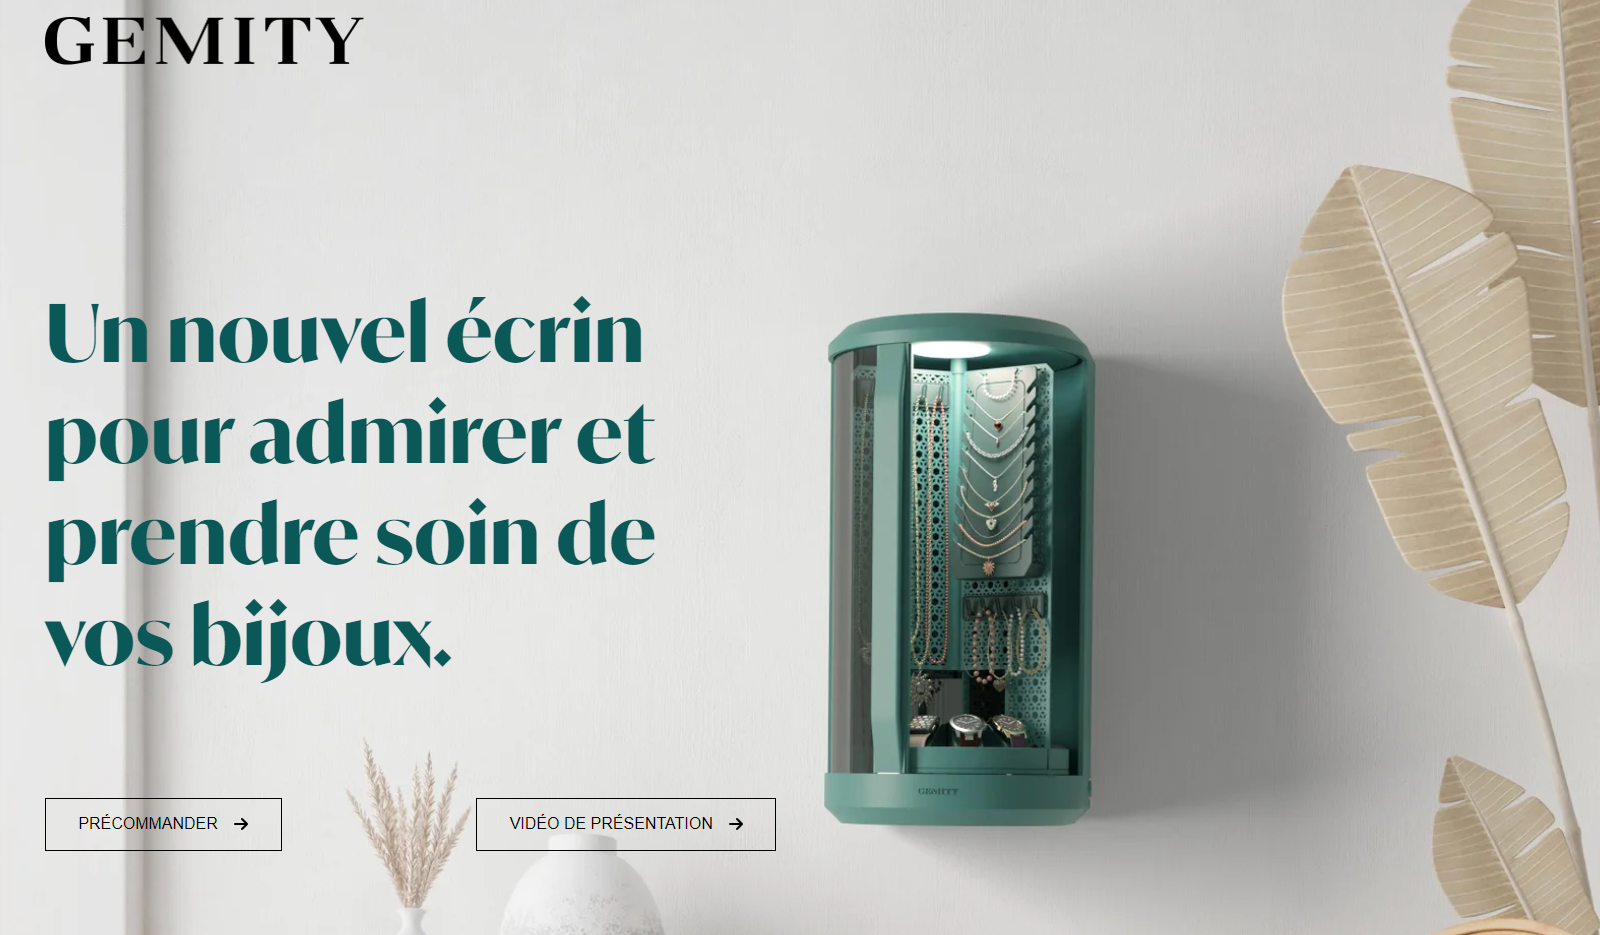 GEMITY
Un nouvel écrin
pour admirer et
prendre soin de
vos bijoux.
GEMITY
PRÉCOMMANDER
VIDÉO DE PRÉSENTATION